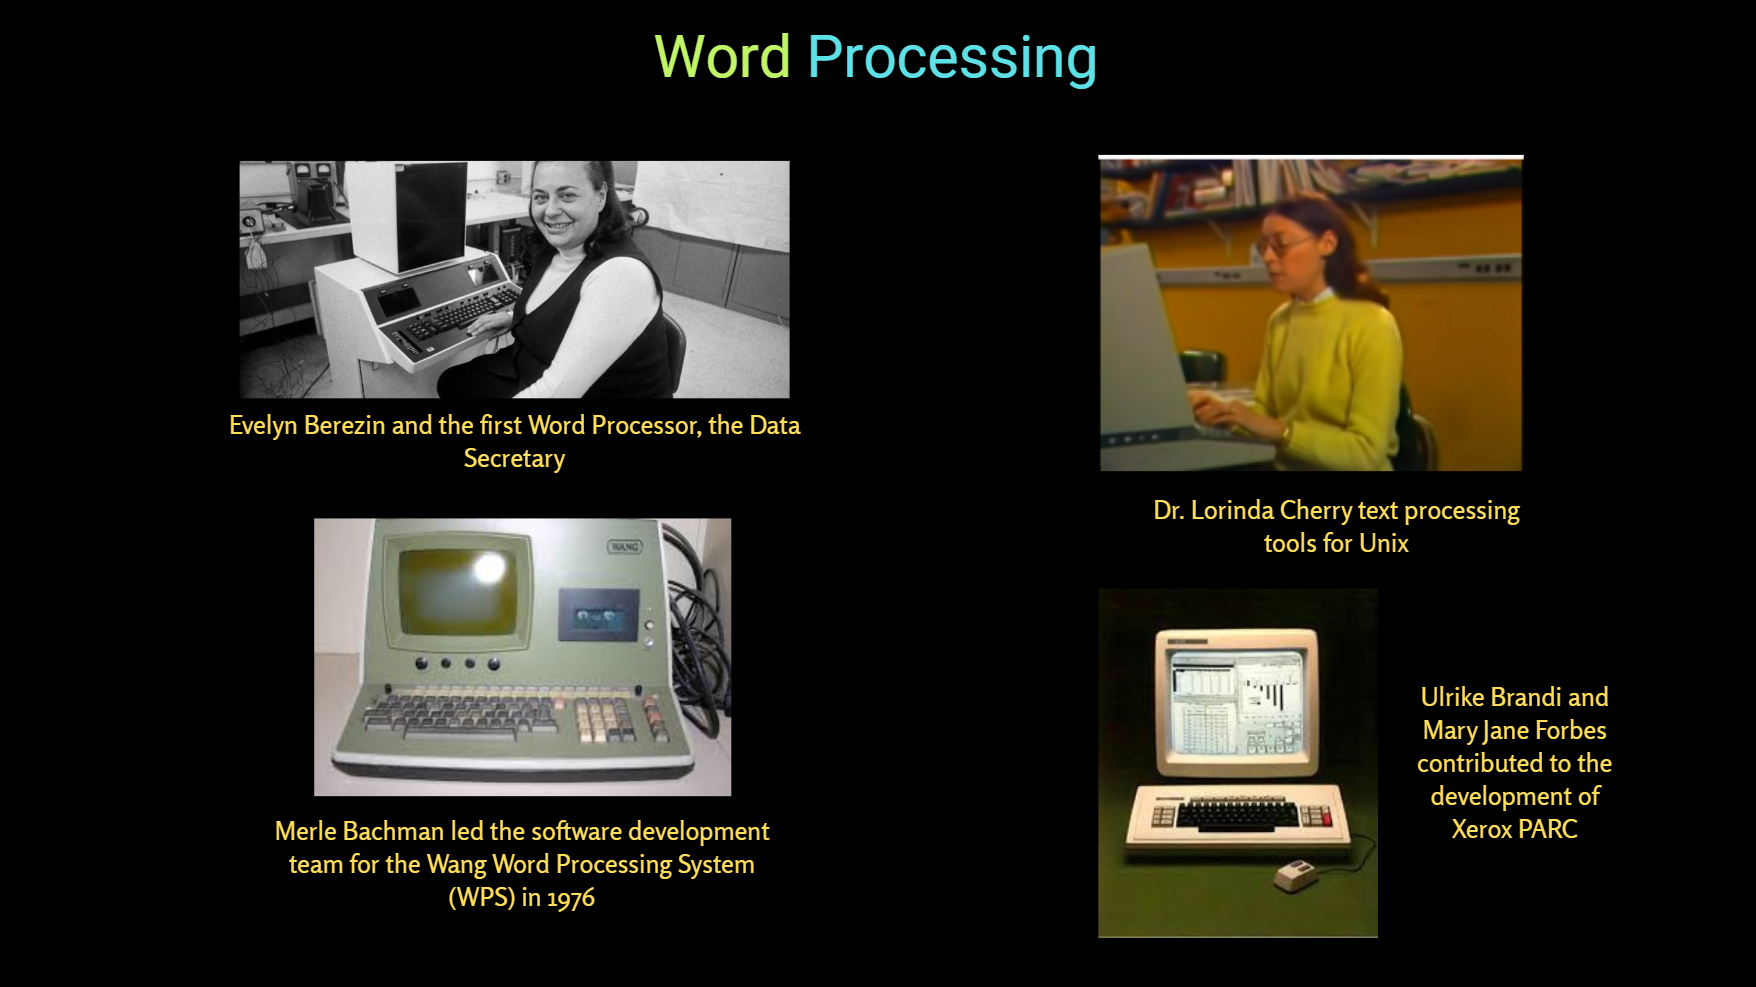 Word Processing
Evelyn Berezin and the first Word Processor, the Data
Secretary
WANG
Merle Bachman led the software development
team for the Wang Word Processing System
(WPS) in 1976
Dr. Lorinda Cherry text processing
tools for Unix
Ulrike Brandi and
Mary Jane Forbes
contributed to the
development of
Xerox PARC